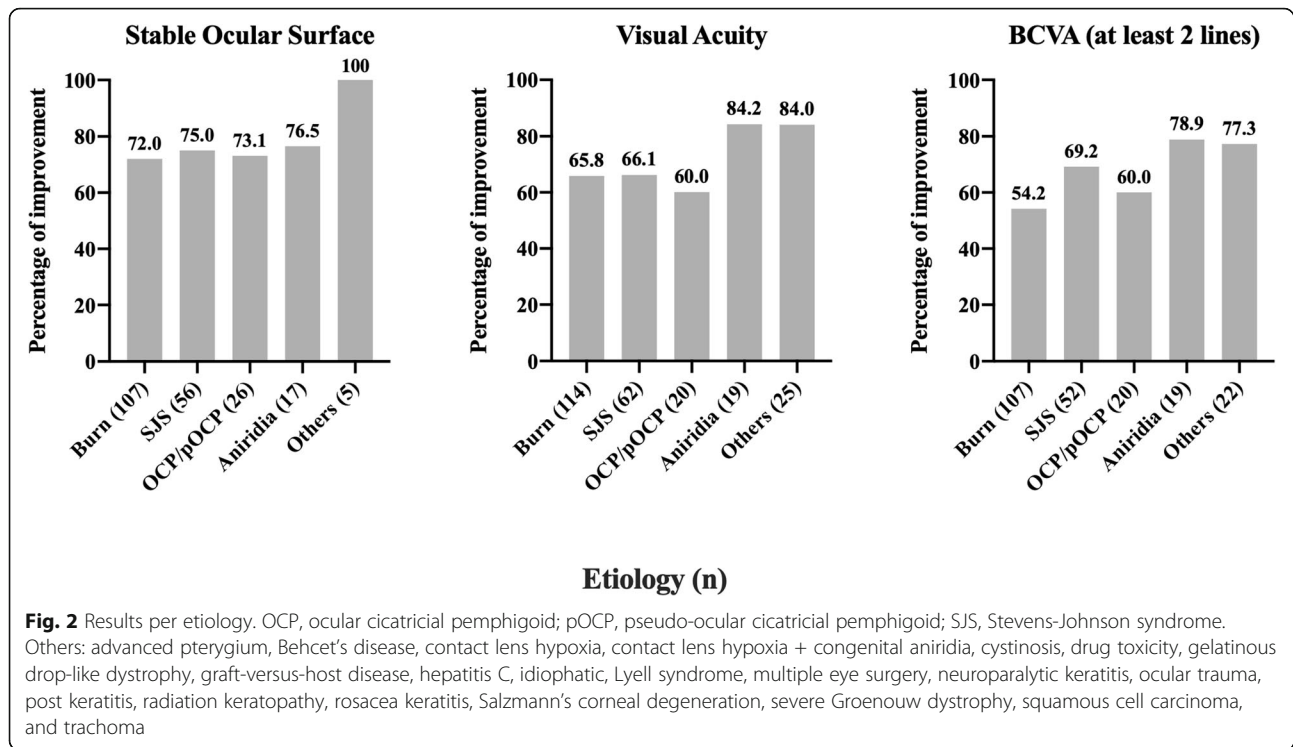 Stable Ocular Surface
Percentage of improvement
100
80
60
40
20
0
72.0
75.0
73.1
76.5
100
Burn (107)
SJS (56)
OCP/pOCP (26)
Aniridia (17)
Others (5)
Visual Acuity
Percentage of improvement
100
80
60
40
20
0
65.8
66.1
60.0
84.2
84.0
Burn (114)
SJS (62)
OCP/pOCP (20)
Aniridia (19)
Others (25)
BCVA (at least 2 lines)
Percentage of improvement
100
80
60
40
20
0
54.2
69.2
60.0
78.9
77.3
Burn (107)
SJS (52)
OCP/pOCP (20)
Aniridia (19)
Others (22)
Etiology (n)
Fig. 2 Results per etiology. OCP, ocular cicatricial pemphigoid; pOCP, pseudo-ocular cicatricial pemphigoid; SJS, Stevens-Johnson syndrome.
Others: advanced pterygium, Behcet's disease, contact lens hypoxia, contact lens hypoxia + congenital aniridia, cystinosis, drug toxicity, gelatinous
drop-like dystrophy, graft-versus-host disease, hepatitis C, idiophatic, Lyell syndrome, multiple eye surgery, neuroparalytic keratitis, ocular trauma,
post keratitis, radiation keratopathy, rosacea keratitis, Salzmann's corneal degeneration, severe Groenouw dystrophy, squamous cell carcinoma,
and trachoma